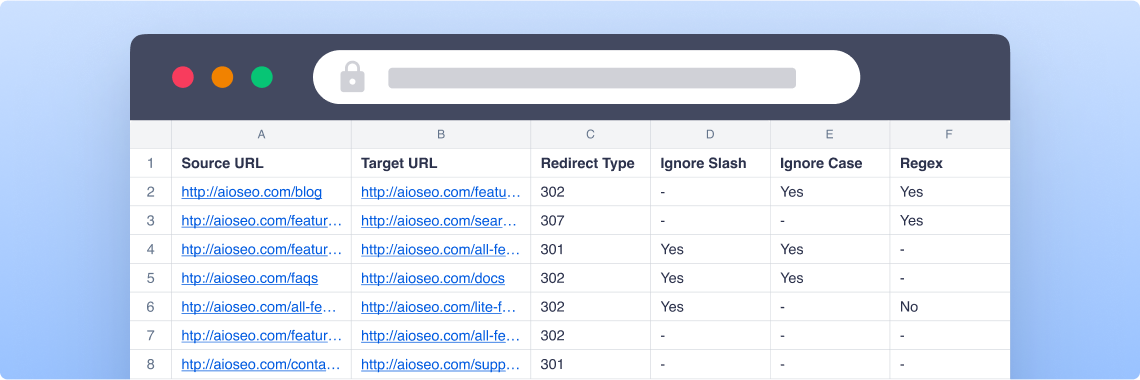 A B C D E F
1 Source URL Target URL Redirect Type Ignore Slash Ignore Case Regex
2 http://aioseo.com/blog http://aioseo.com/featu… 302 - Yes Yes
3 http://aioseo.com/featur… http://aioseo.com/sear… 307 - - Yes
4 http://aioseo.com/featur… http://aioseo.com/all-fe… 301 Yes Yes -
5 http://aioseo.com/faqs http://aioseo.com/docs 302 Yes Yes -
6 http://aioseo.com/all-fe… http://aioseo.com/lite-f… 302 Yes - No
7 http://aioseo.com/featur… http://aioseo.com/all-fe… 302 - - -
8 http://aioseo.com/conta… http://aioseo.com/supp… 301 - - -